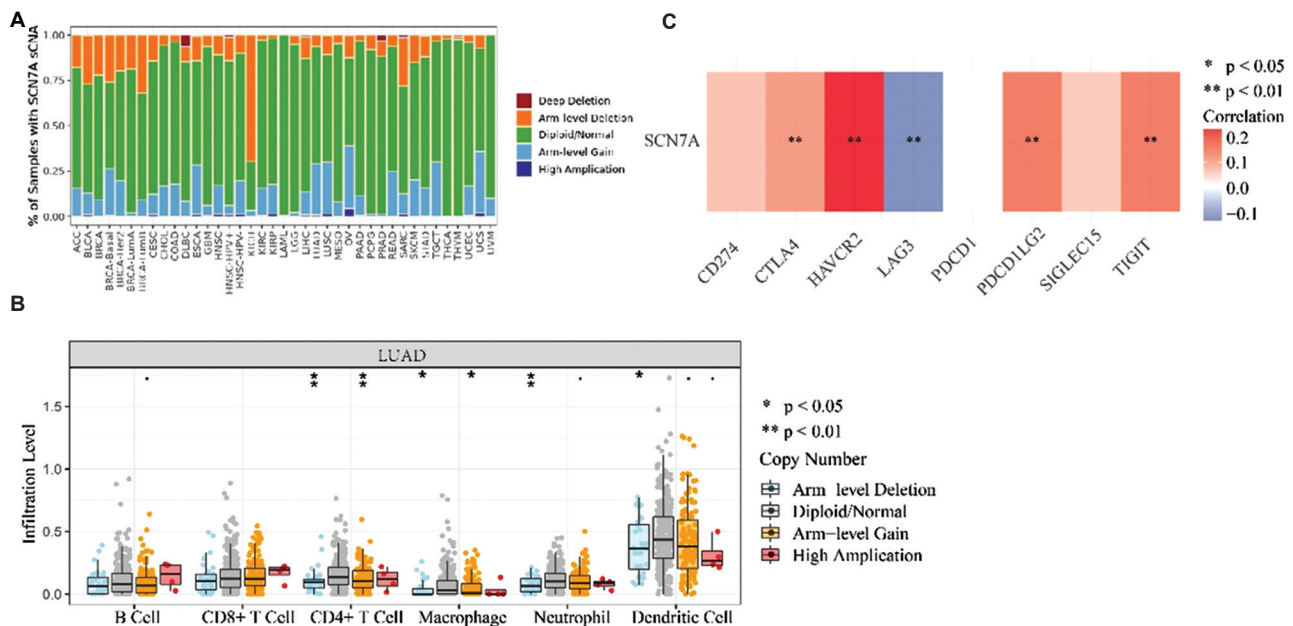 A
% of Samples with SCN7A sCNA
1.00
0.75
0.50
0.25
0.00
ACC
BLCA
BRCA
BRCA-Basal
BRCA-Her2
BRCA-LumA
BRCA-LumB
CESC
CHOL
COAD
DLBC
ESCA
GBM
HNSC
HNSC-HPV+
HNSC-HPV-
KICH
KIRC
KIRP
LAML
LGG
LIHC
LUAD
LUSC
MESO
OV
PAAD
PCPG
PRAD
READ
SARC
SKCM
STAD
TGCT
THCA
THYM
UCEC
UCS
UVM
Deep Deletion
Arm-level Deletion
Diploid/Normal
Arm-level Gain
High Amplication
C
SCN7A
** ** ** ** **
CD274
CTLA4
HAVCR2
LAG3
PDCD1
PDCD1LG2
SIGLEC15
TIGIT
* p < 0.05
** p < 0.01
Correlation
0.2
0.1
0.0
−0.1
B
LUAD
Infiltration Level
1.5
1.0
0.5
0.0
. ** ** * * ** . * . .
B Cell
CD8+ T Cell
CD4+ T Cell
Macrophage
Neutrophil
Dendritic Cell
* p < 0.05
** p < 0.01
Copy Number
Arm level Deletion
Diploid/Normal
Arm−level Gain
High Amplication